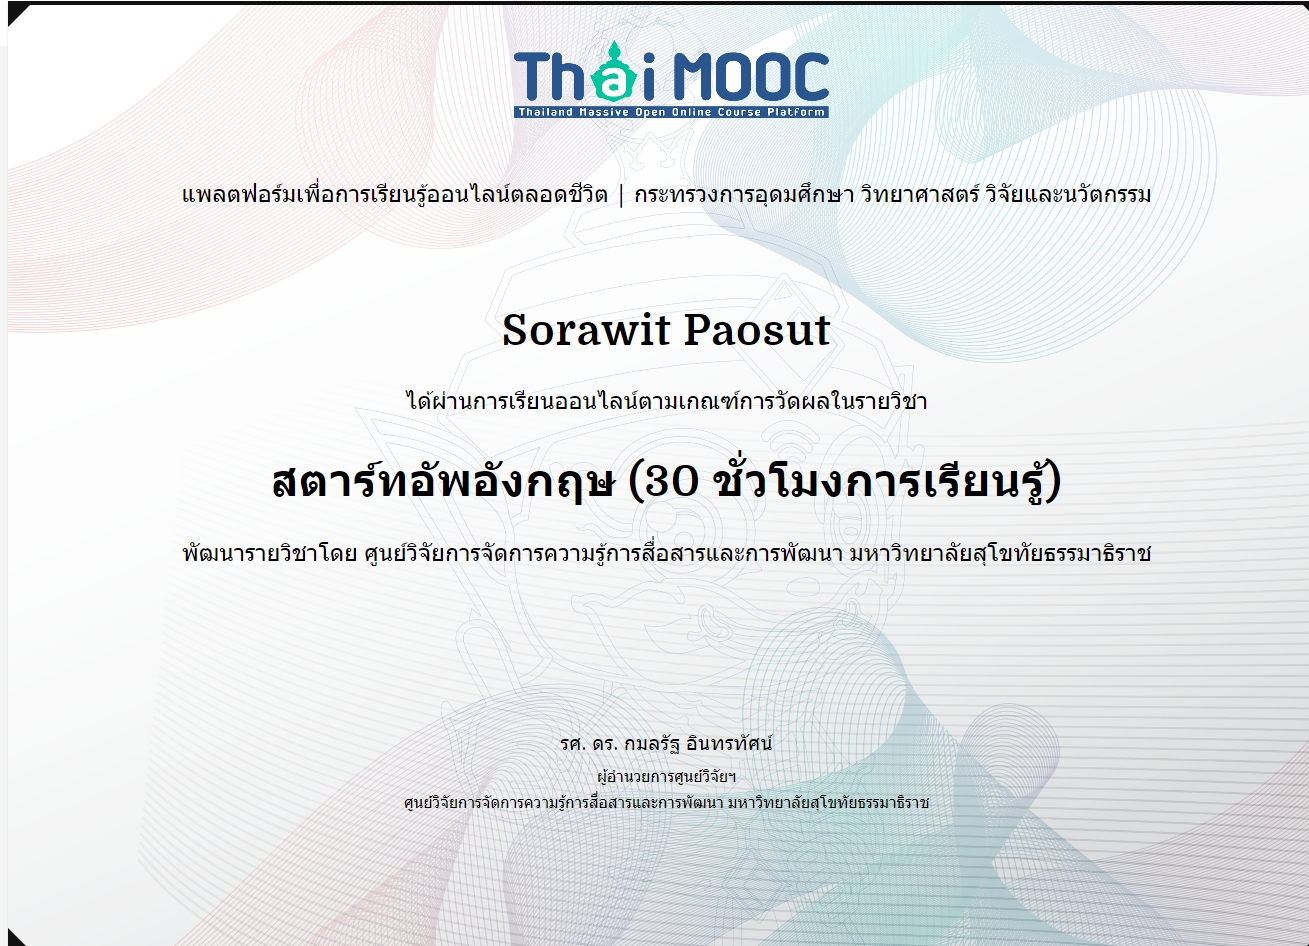 Thai MOOC
Thailand Massive Open Online Course Platform
แพลตฟอร์มเพื่อการเรียนรู้ออนไลน์ตลอดชีวิต | กระทรวงการอุดมศึกษา วิทยาศาสตร์ วิจัยและนวัตกรรม
Sorawit Paosut
ได้ผ่านการเรียนออนไลน์ตามเกณฑ์การวัดผลในรายวิชา
สตาร์ทอัพอังกฤษ (30 ชั่วโมงการเรียนรู้)
พัฒนารายวิชาโดย ศูนย์วิจัยการจัดการความรู้การสื่อสารและการพัฒนา มหาวิทยาลัยสุโขทัยธรรมาธิราช
รศ. ดร. กมลรัฐ อินทรทัศน์
ผู้อำนวยการศูนย์วิจัยฯ
ศูนย์วิจัยการจัดการความรู้การสื่อสารและการพัฒนา มหาวิทยาลัยสุโขทัยธรรมาธิราช